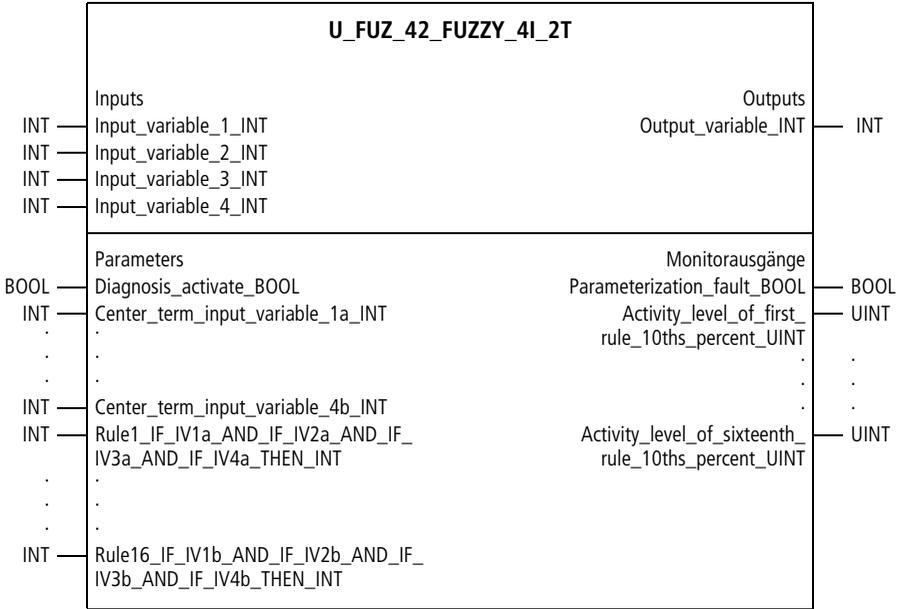 U_FUZ_42_FUZZY_4I_2T
Inputs Outputs
INT Input_variable_1_INT Output_variable_INT INT
INT Input_variable_2_INT
INT Input_variable_3_INT
INT Input_variable_4_INT
Parameters Monitorausgänge
BOOL Diagnosis_activate_BOOL Parameterization_fault_BOOL BOOL
INT Center_term_input_variable_1a_INT Activity_level_of_first_ UINT
rule_10ths_percent_UINT
. . . .
. . . .
. . . .
INT Center_term_input_variable_4b_INT
INT Rule1_IF_IV1a_AND_IF_IV2a_AND_IF_ Activity_level_of_sixteenth_ UINT
IV3a_AND_IF_IV4a_THEN_INT rule_10ths_percent_UINT
. .
. .
. .
INT Rule16_IF_IV1b_AND_IF_IV2b_AND_IF_
IV3b_AND_IF_IV4b_THEN_INT